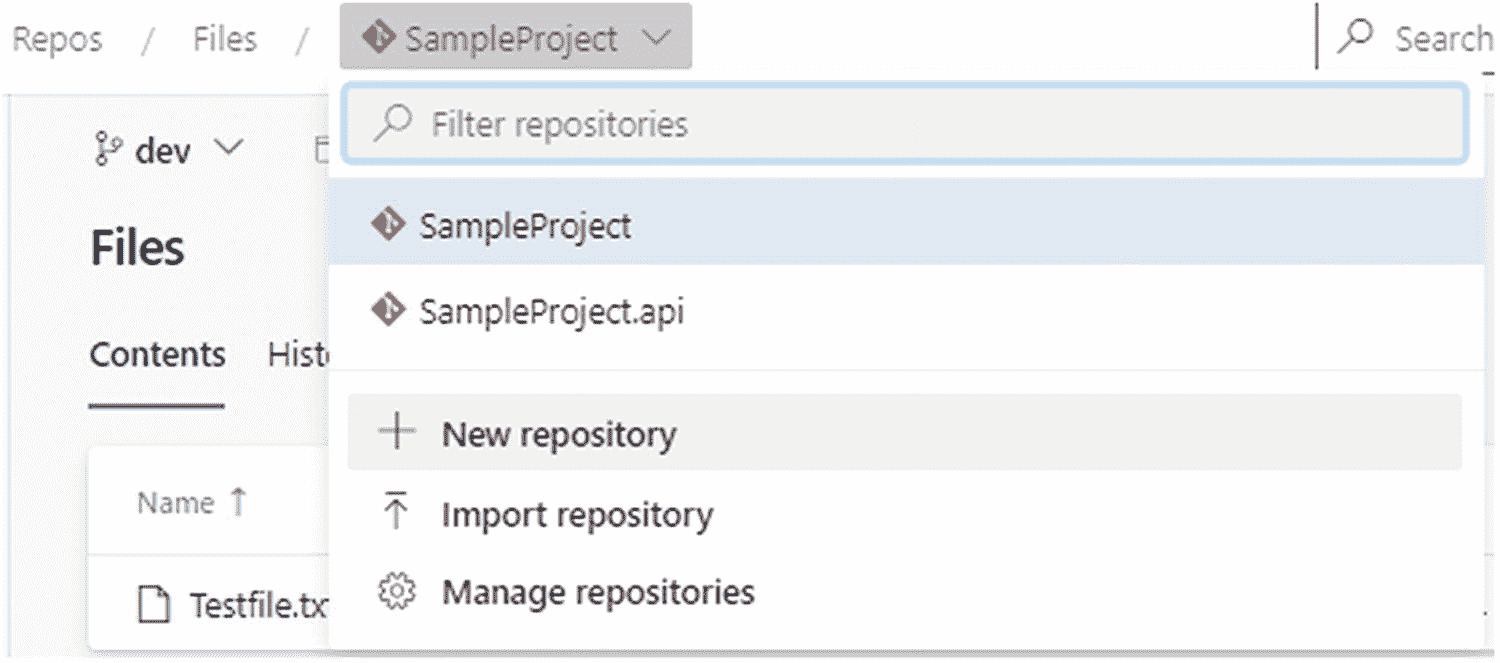 Repos / Files / SampleProject Search
Filter repositories
dev
SampleProject
Files
SampleProject.api
Contents
New repository
Name ↑
Import repository
Manage repositories
Testfile.tx